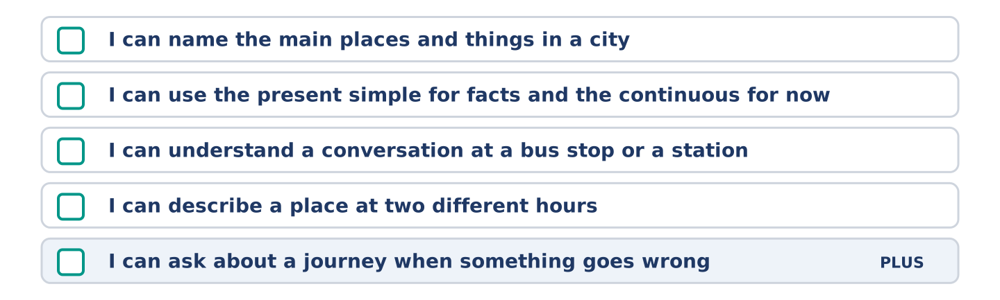 I can name the main places and things in a city
I can use the present simple for facts and the continuous for now
I can understand a conversation at a bus stop or a station
I can describe a place at two different hours
I can ask about a journey when something goes wrong PLUS